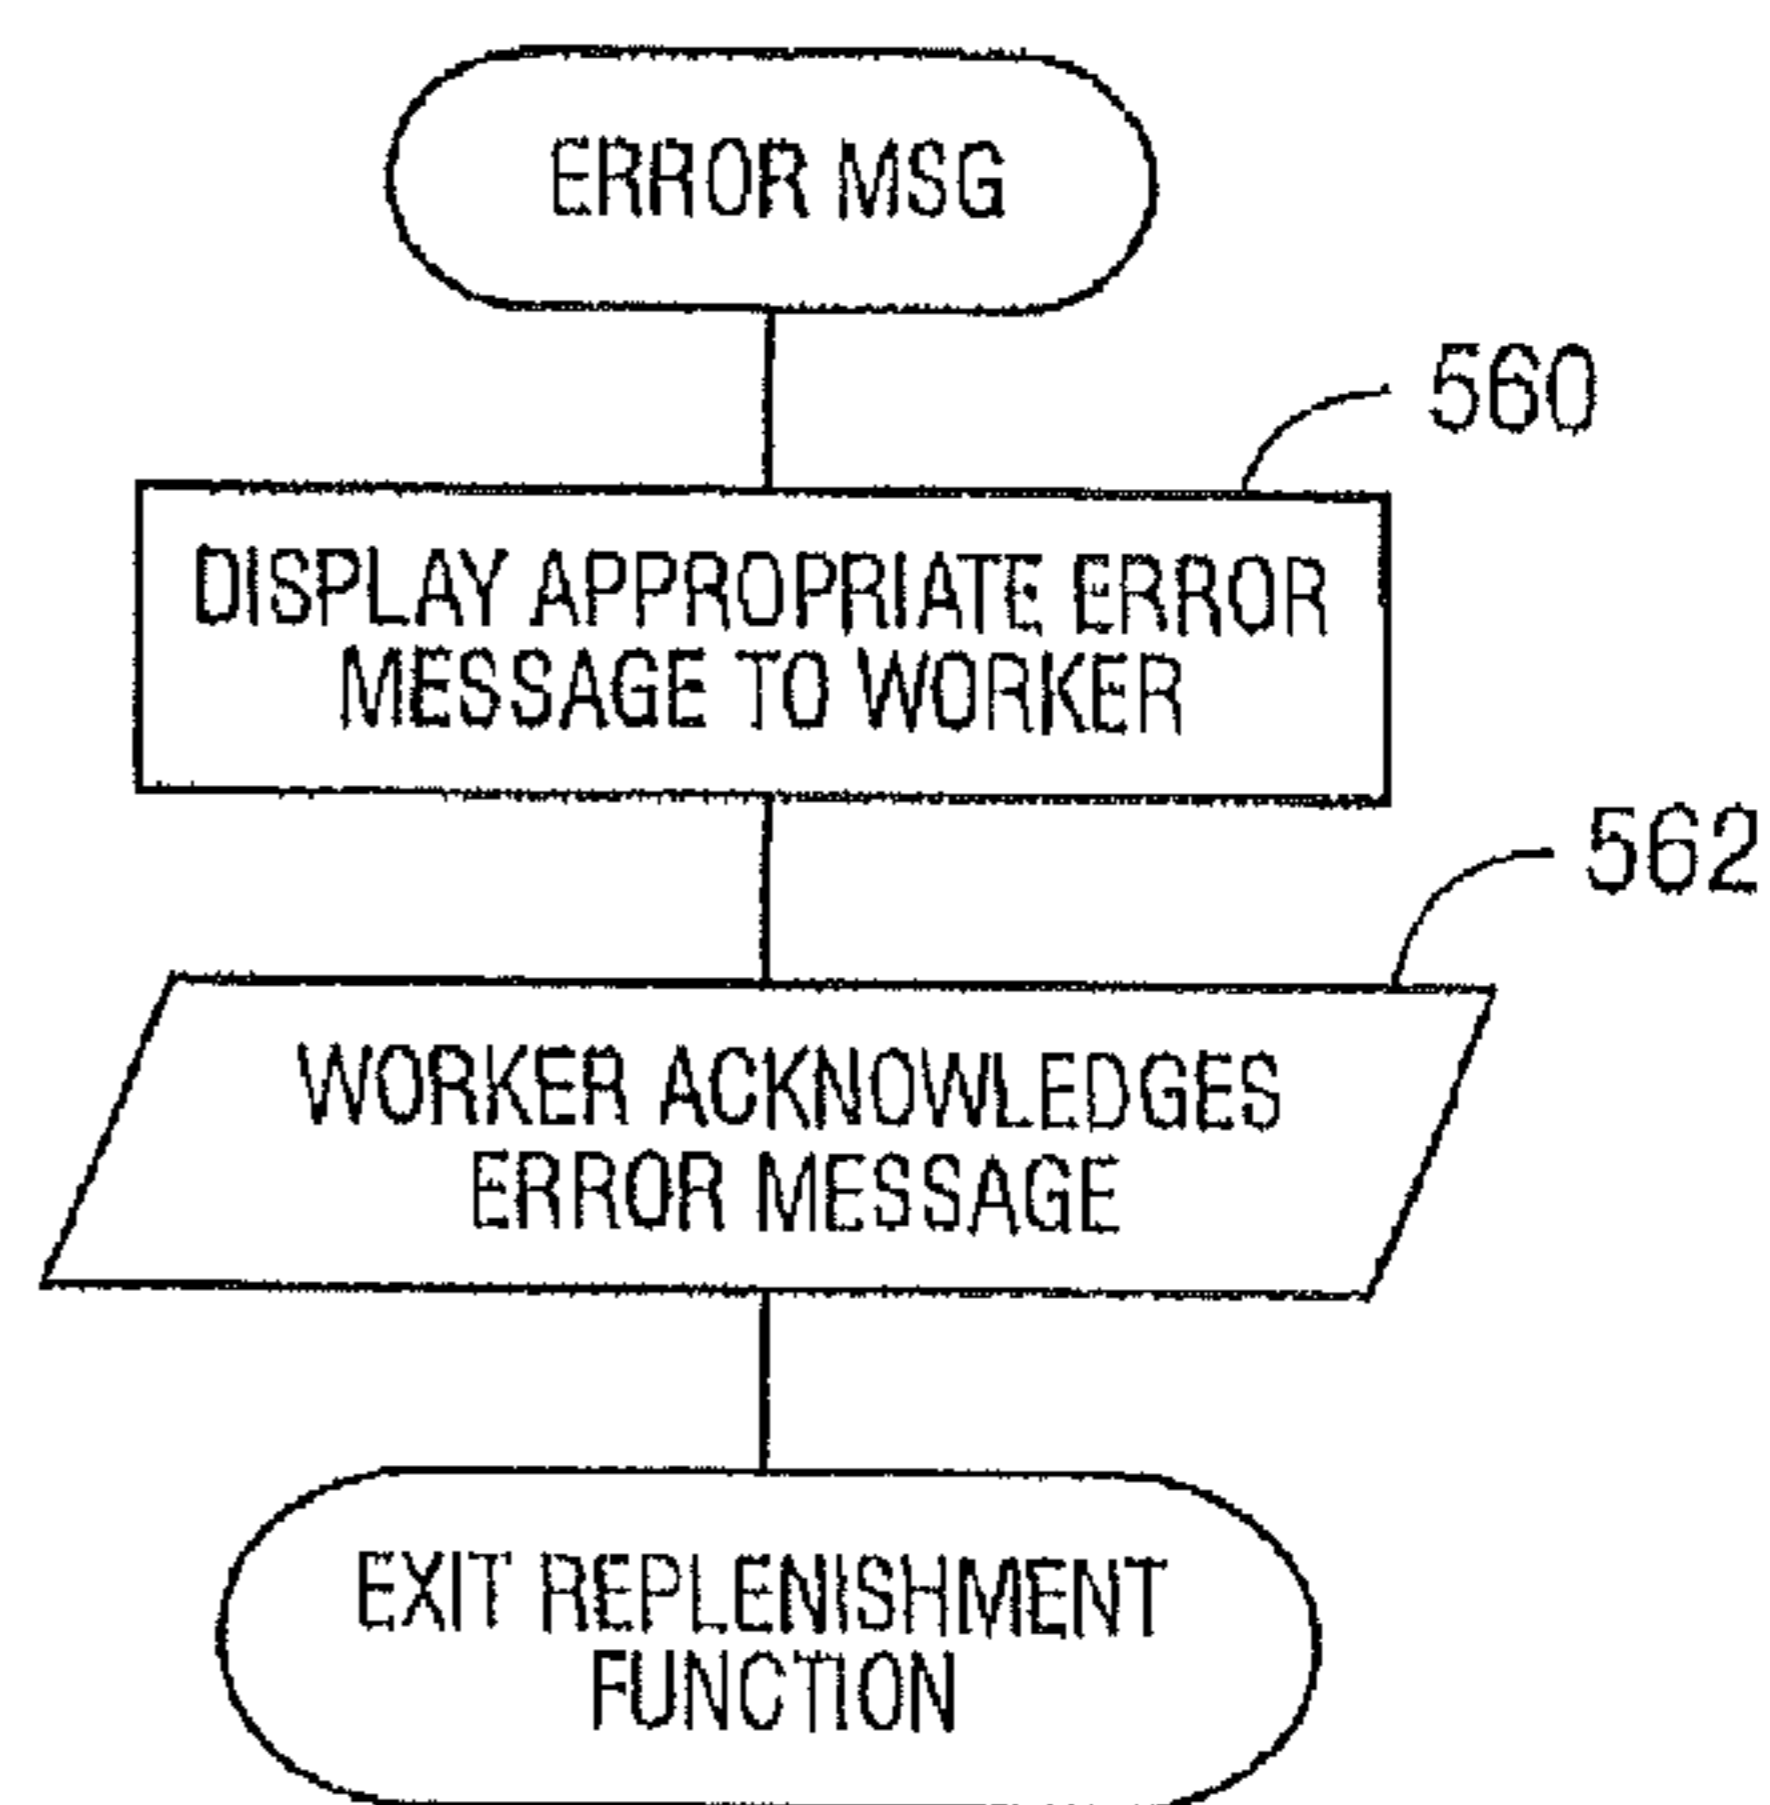 ERROR MSG
560
DISPLAY APPROPRIATE ERROR
MESSAGE TO WORKER
562
WORKER ACKNOWLEDGES
ERROR MESSAGE
EXIT REPLENISHMENT
FUNCTION